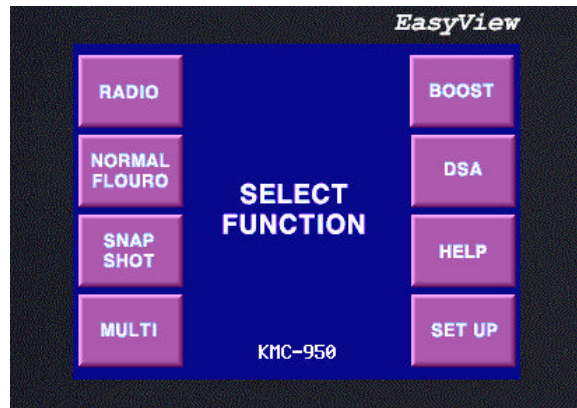 EasyView
RADIO
BOOST
NORMAL
FLOURO
DSA
SELECT
FUNCTION
SNAP
SHOT
HELP
MULTI
SET UP
KMC-950